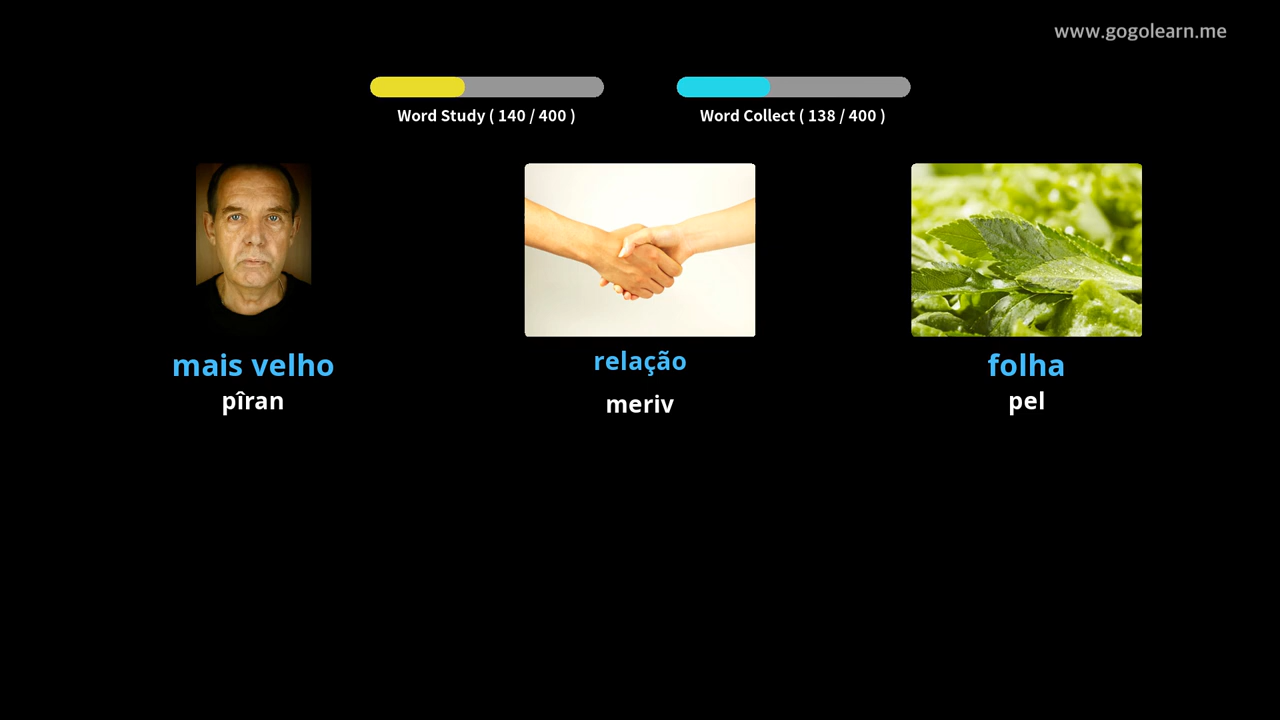 www.gogolearn.me
Word Study ( 140 / 400 )
Word Collect ( 138 / 400 )
mais velho
pîran
relação
meriv
folha
pel